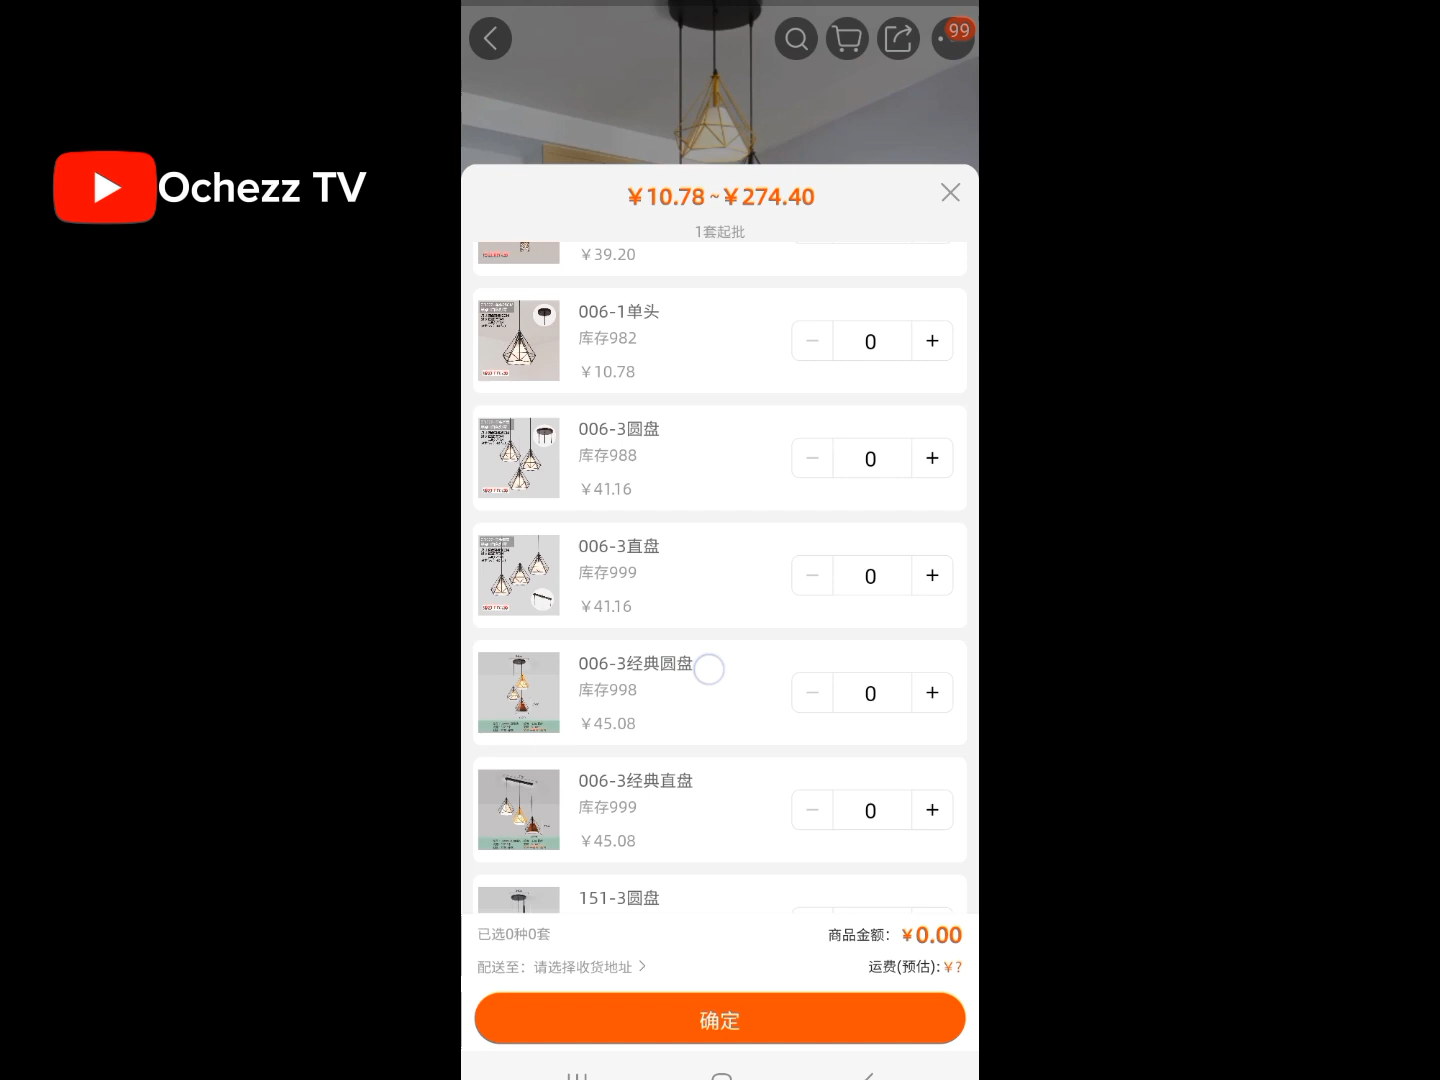 99
Ochezz TV
￥10.78~￥274.40
1套起批
￥39.20
006-1单头
库存982
￥10.78
0
006-3圆盘
库存988
￥41.16
0
006-3直盘
库存999
￥41.16
0
006-3经典圆盘
库存998
￥45.08
0
006-3经典直盘
库存999
￥45.08
0
151-3圆盘
已选0种0套
商品金额：￥0.00
配送至：请选择收货地址
运费(预估):￥?
确定